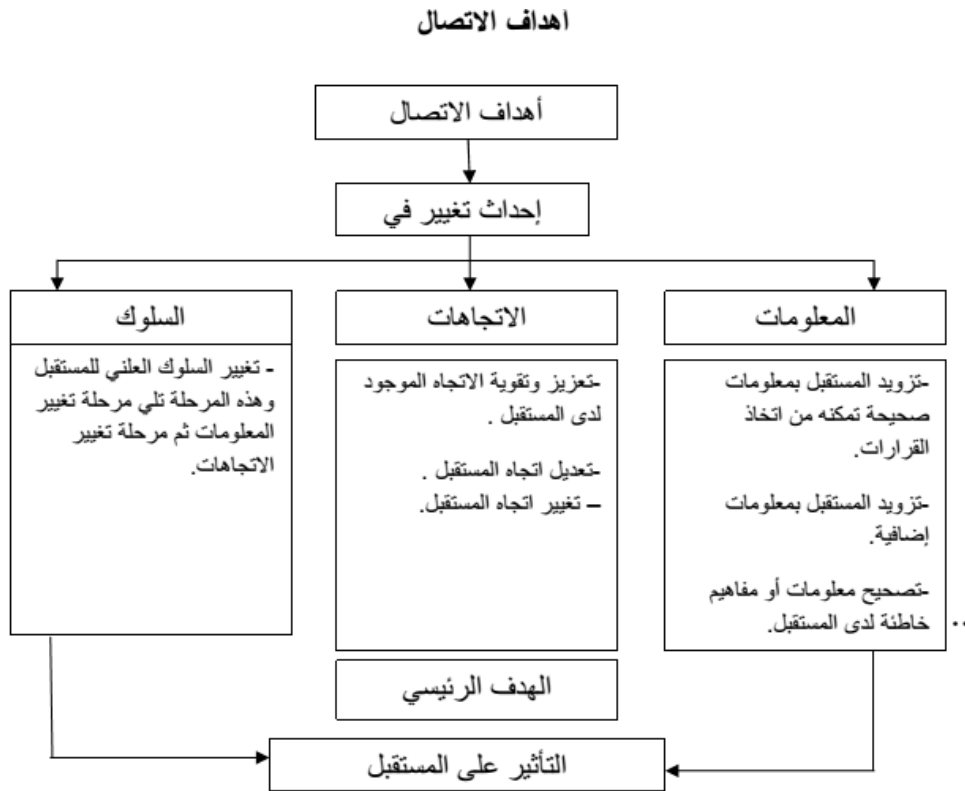 اهداف الاتصال
أهداف الاتصال
إحداث تغيير في
المعلومات
-تزويد المستقبل بمعلومات
صحيحة تمكنه من اتخاذ
القرارات.
-تزويد المستقبل بمعلومات
إضافية.
-تصحيح معلومات أو مفاهيم
خاطئة لدى المستقبل.
..
الاتجاهات
-تعزيز وتقوية الاتجاه الموجود
لدى المستقبل .
-تعديل اتجاه المستقبل .
– تغيير اتجاه المستقبل.
السلوك
- تغيير السلوك العلني للمستقبل
وهذه المرحلة تلي مرحلة تغيير
المعلومات ثم مرحلة تغيير
الاتجاهات.
الهدف الرئيسي
التأثير على المستقبل